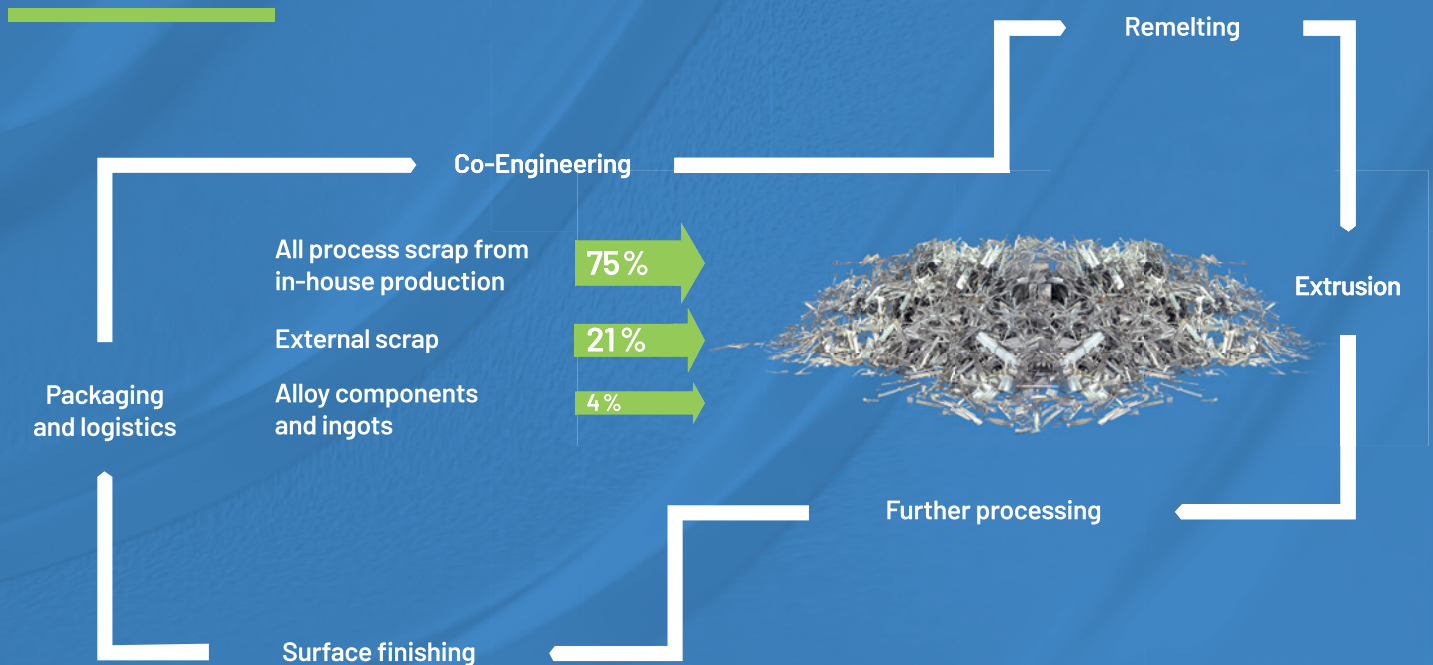 Remelting
Co-Engineering
All process scrap from
in-house production
75%
Extrusion
External scrap
21%
Packaging
and logistics
Alloy components
and ingots
4%
Further processing
Surface finishing